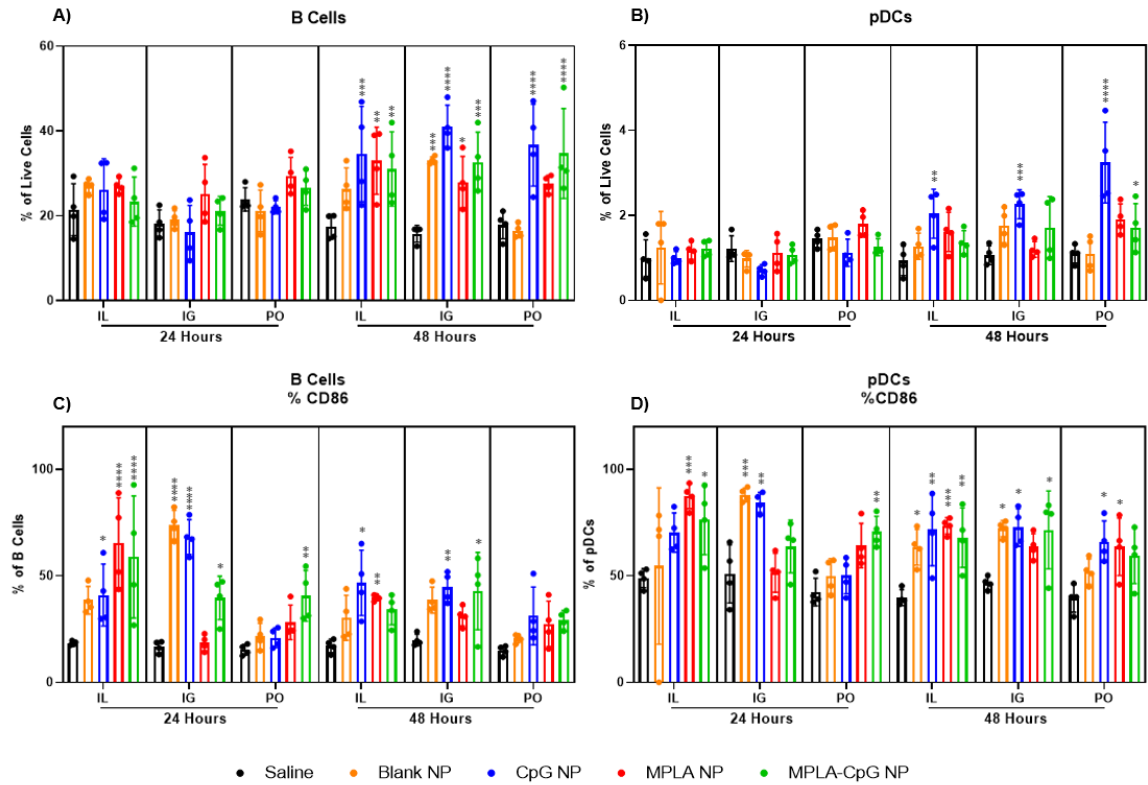 A)
B Cells
% of Live Cells
60
40
20
0
***
**
**
***
****
*
***
****
****
IL
IG
PO
IL
IG
PO
24 Hours
48 Hours
B)
pDCs
% of Live Cells
6
4
2
0
**
***
****
*
IL
IG
PO
IL
IG
PO
24 Hours
48 Hours
C)
B Cells
% CD86
% of B Cells
100
50
0
*
****
****
****
****
*
**
*
**
**
*
IL
IG
PO
IL
IG
PO
24 Hours
48 Hours
D)
pDCs
%CD86
% of pDCs
100
50
0
***
*
***
**
**
*
**
***
**
*
*
*
*
*
IL
IG
PO
IL
IG
PO
24 Hours
48 Hours
Saline
Blank NP
CpG NP
MPLA NP
MPLA-CpG NP